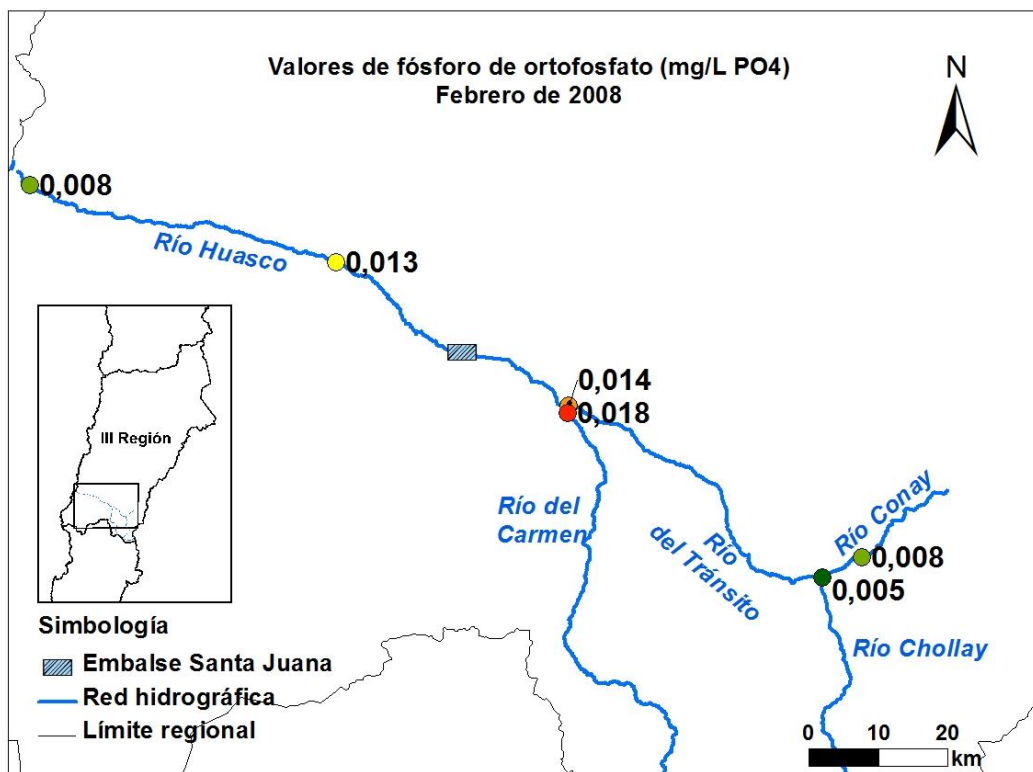 Valores de fósforo de ortofosfato (mg/L PO4)
Febrero de 2008
N
0,008
Río Huasco
0,013
0,014
0,018
III Región
Río del
Carmen
Río
del Tránsito
Río Conay
0,008
0,005
Río Chollay
Simbología
Embalse Santa Juana
Red hidrográfica
Límite regional
0 10 20
km